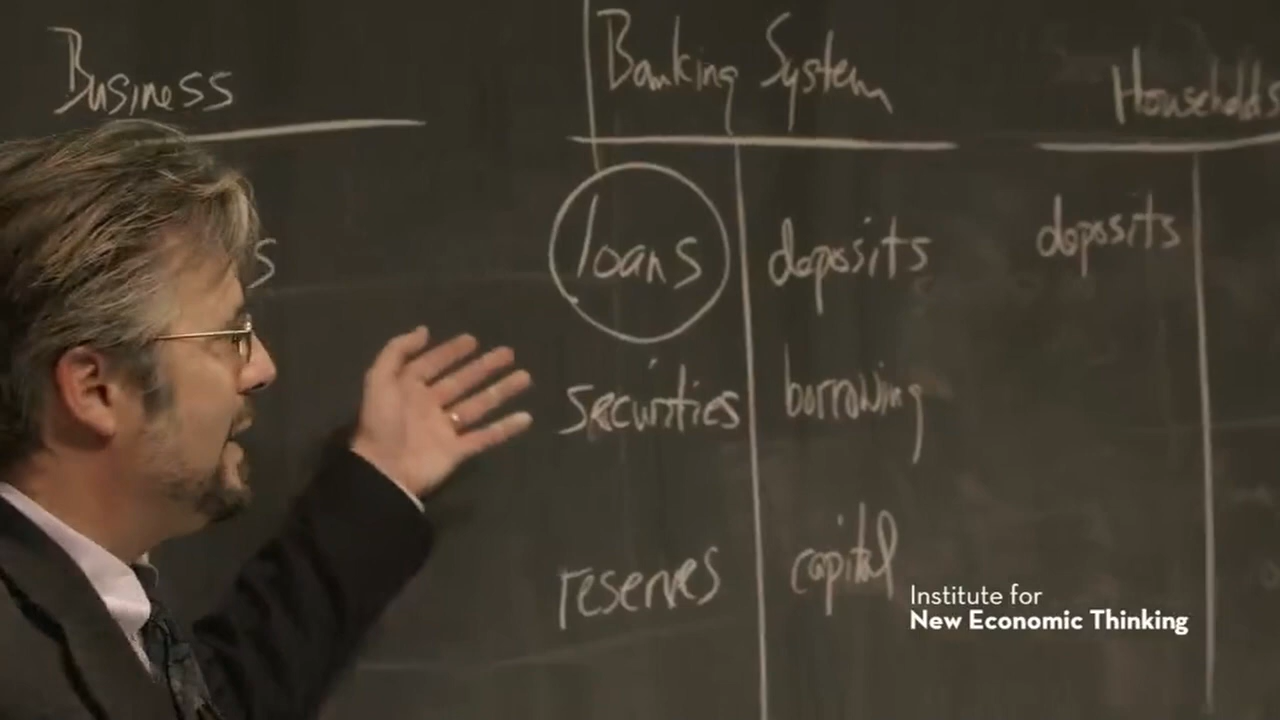 Business
Banking System
Households
s
loans
deposits
deposits
securities
borrowing
reserves
capital
Institute for
New Economic Thinking